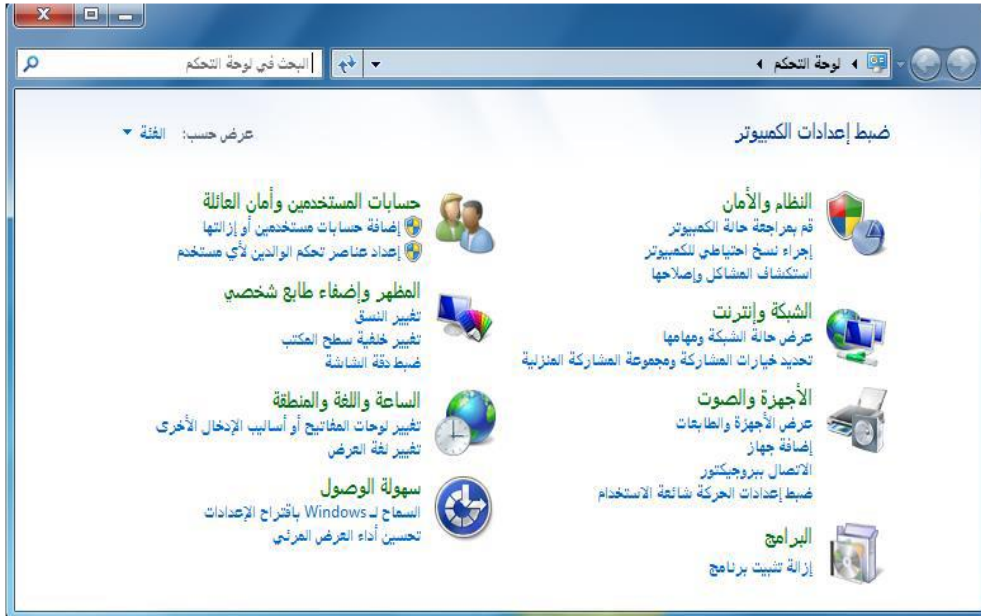 لوحة التحكم
البحث في لوحة التحكم
ضبط إعدادات الكمبيوتر
عرض حسب: الفئة
النظام والأمان
قم بمراجعة حالة الكمبيوتر
إجراء نسخ احتياطي للكمبيوتر
استكشاف المشاكل وإصلاحها
الشبكة وإنترنت
عرض حالة الشبكة ومهامها
تحديد خيارات المشاركة ومجموعة المشاركة المنزلية
الأجهزة والصوت
عرض الأجهزة والطابعات
إضافة جهاز
الاتصال ببروجيكتور
ضبط إعدادات الحركة شائعة الاستخدام
البرامج
إزالة تثبيت برنامج
حسابات المستخدمين وأمان العائلة
إضافة حسابات مستخدمين أو إزالتها
إعداد عناصر تحكم الوالدين لأي مستخدم
المظهر وإضفاء طابع شخصي
تغيير النسق
تغيير خلفية سطح المكتب
ضبط دقة الشاشة
الساعة واللغة والمنطقة
تغيير لوحات المفاتيح أو أساليب الإدخال الأخرى
تغيير لغة العرض
سهولة الوصول
السماح لـ Windows باقتراح الإعدادات
تحسين أداء العرض المرئي